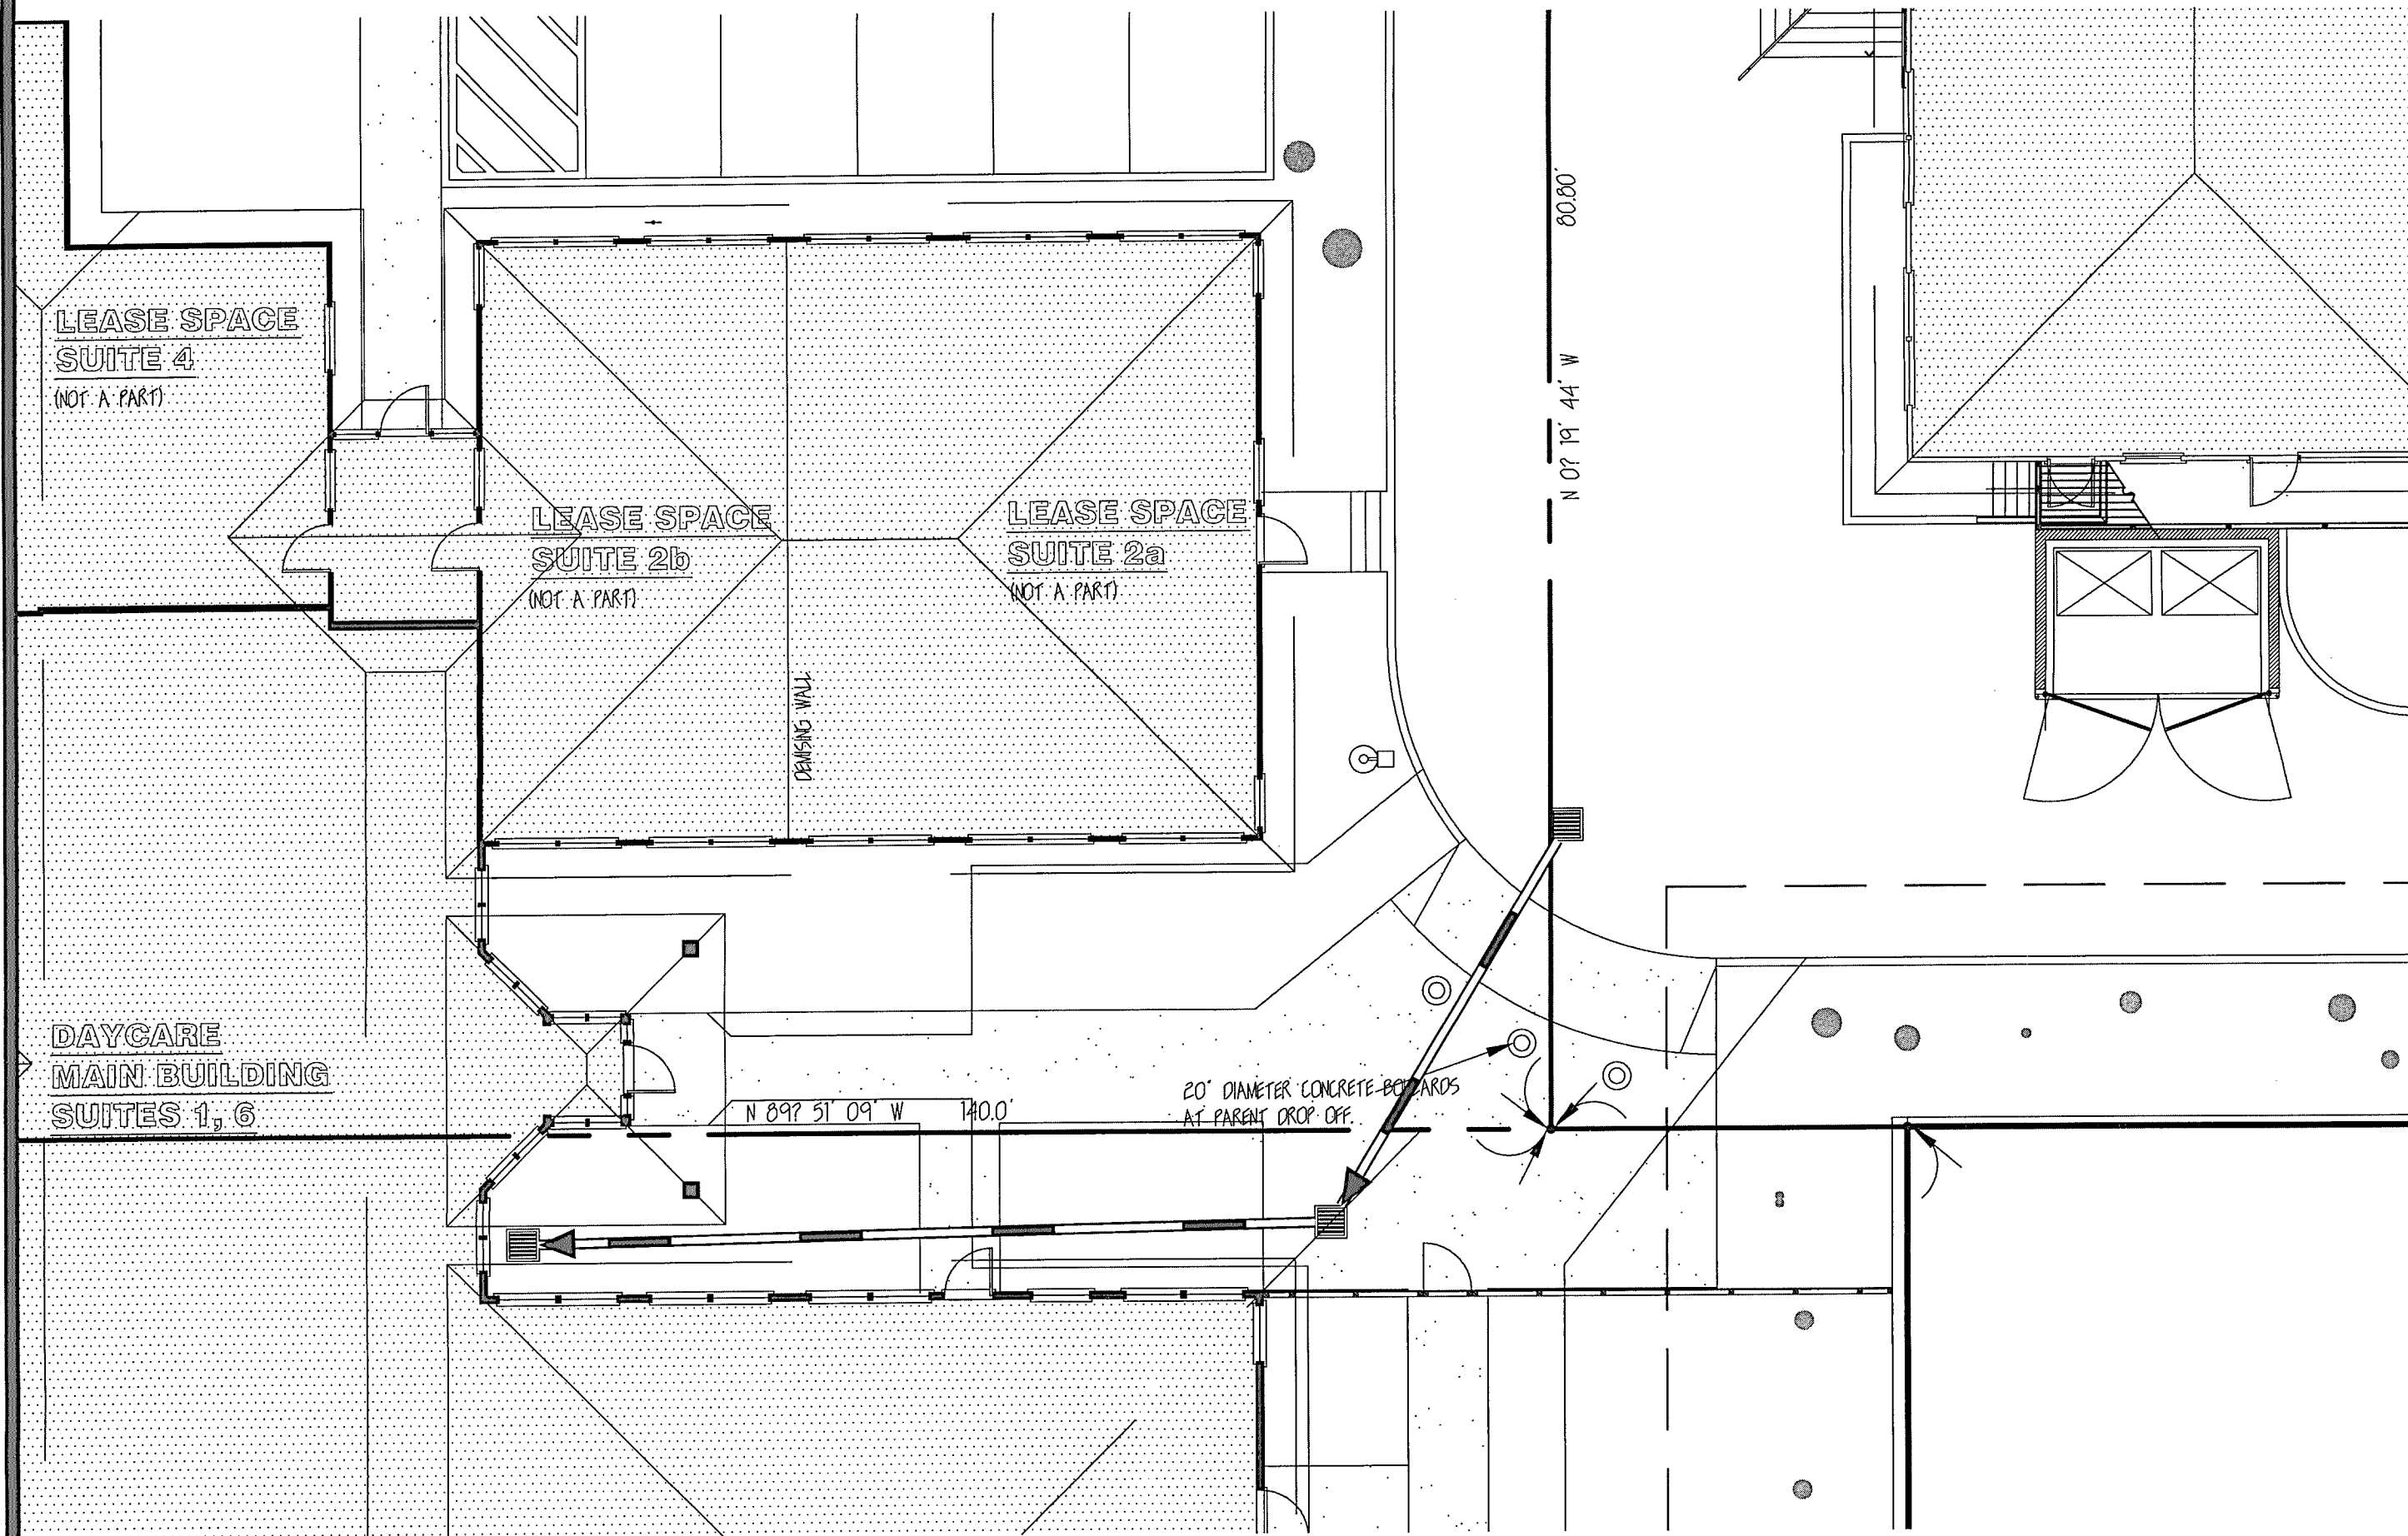 80.80'
N 0? 19' 44" W
LEASE SPACE
SUITE 4
(NOT A PART)
LEASE SPACE
SUITE 2b
(NOT A PART)
LEASE SPACE
SUITE 2a
(NOT A PART)
DEMISING WALL
DAYCARE
MAIN BUILDING
SUITES 1, 6
N 89? 51' 09" W 140.0'
20" DIAMETER CONCRETE BOLLARDS
AT PARENT DROP OFF.